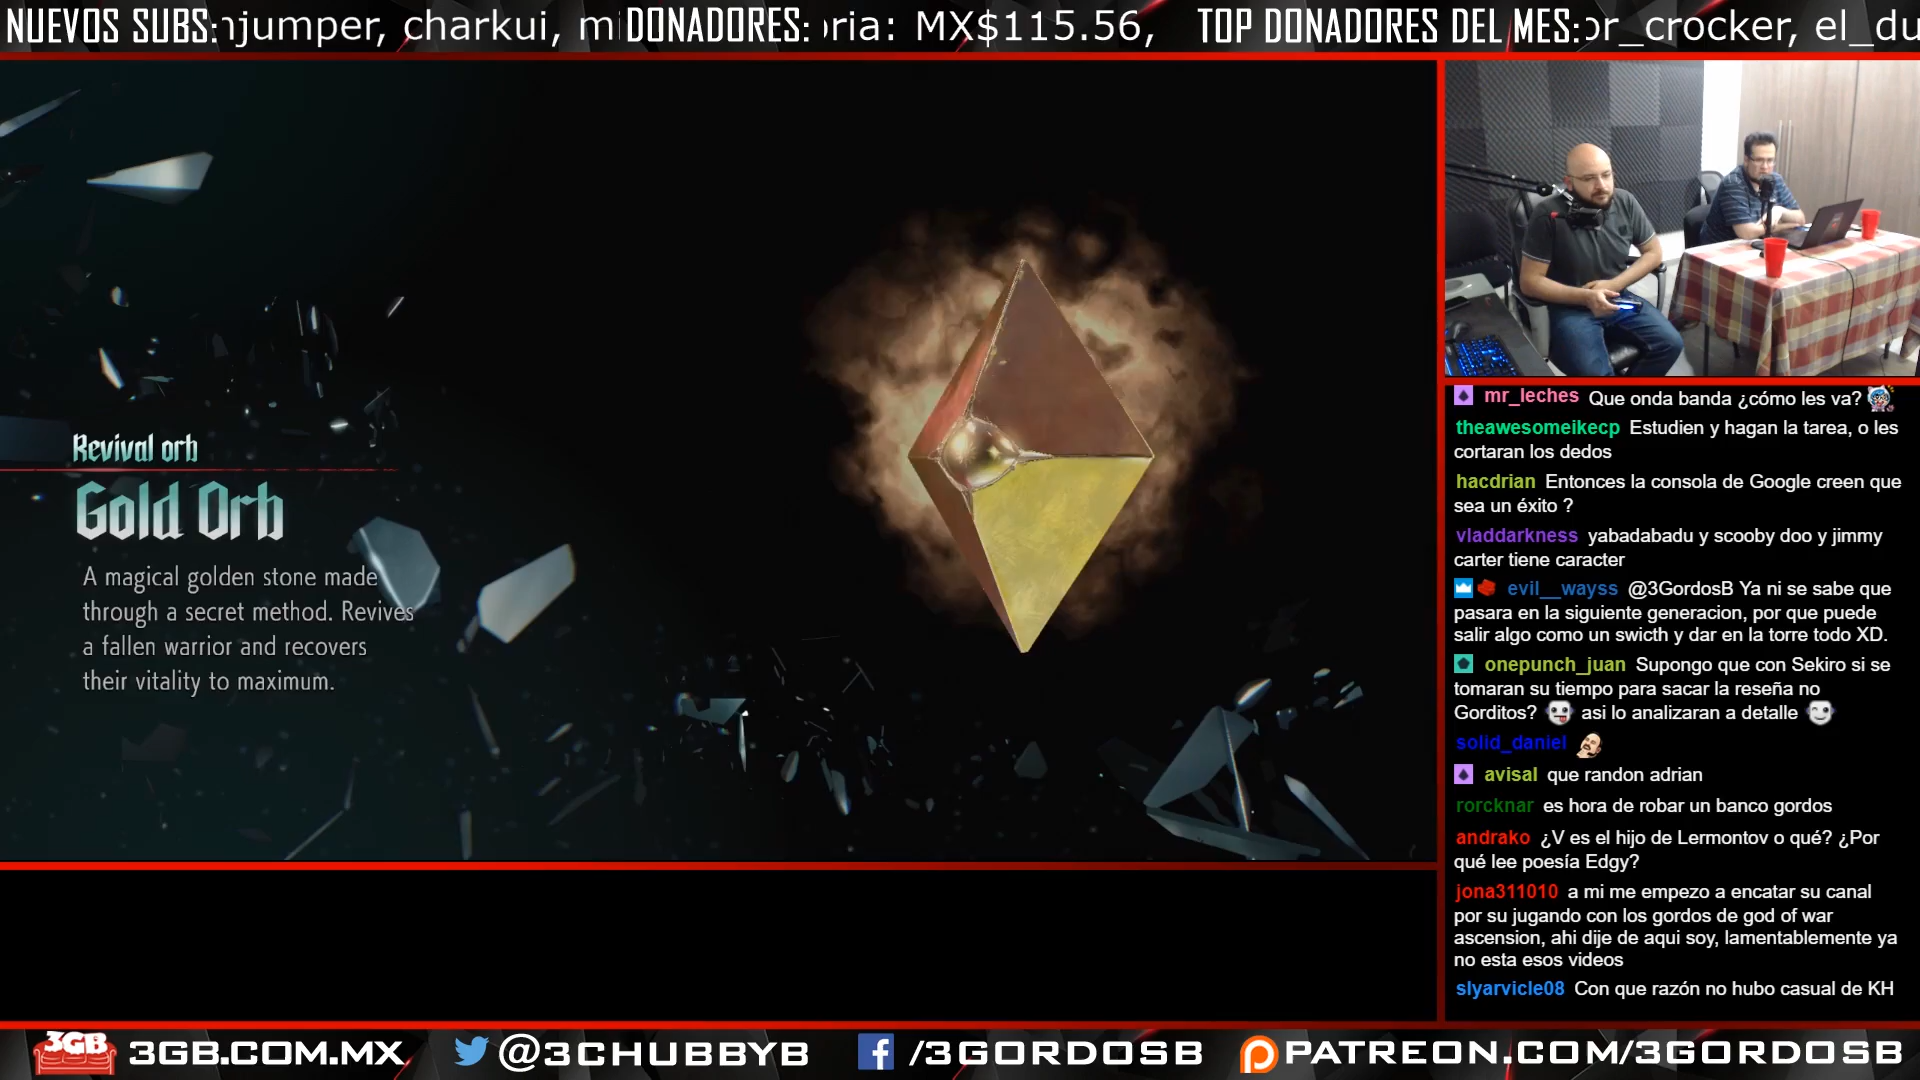 NUEVOS SUBS: njumper, charkui, mi DONADORES: ria: MX$115.56, TOP DONADORES DEL MES: or_crocker, el_du
Revival orb
Gold Orb
A magical golden stone made
through a secret method. Revives
a fallen warrior and recovers
their vitality to maximum.
mr_leches Que onda banda ¿cómo les va?
theawesomeikecp Estudien y hagan la tarea, o les
cortaran los dedos
hacdrian Entonces la consola de Google creen que
sea un éxito ?
vladdarkness yabadabadu y scooby doo y jimmy
carter tiene caracter
evil__wayss @3GordosB Ya ni se sabe que
pasara en la siguiente generacion, por que puede
salir algo como un swicth y dar en la torre todo XD.
onepunch_juan Supongo que con Sekiro si se
tomaran su tiempo para sacar la reseña no
Gorditos? asi lo analizaran a detalle
solid_daniel
avisal que randon adrian
rorcknar es hora de robar un banco gordos
andrako ¿V es el hijo de Lermontov o qué? ¿Por
qué lee poesía Edgy?
jona311010 a mi me empezo a encatar su canal
por su jugando con los gordos de god of war
ascension, ahi dije de aqui soy, lamentablemente ya
no esta esos videos
slyarvicle08 Con que razón no hubo casual de KH
3GB 3GB.COM.MX @3CHUBBYB /3GORDOSB PATREON.COM/3GORDOSB